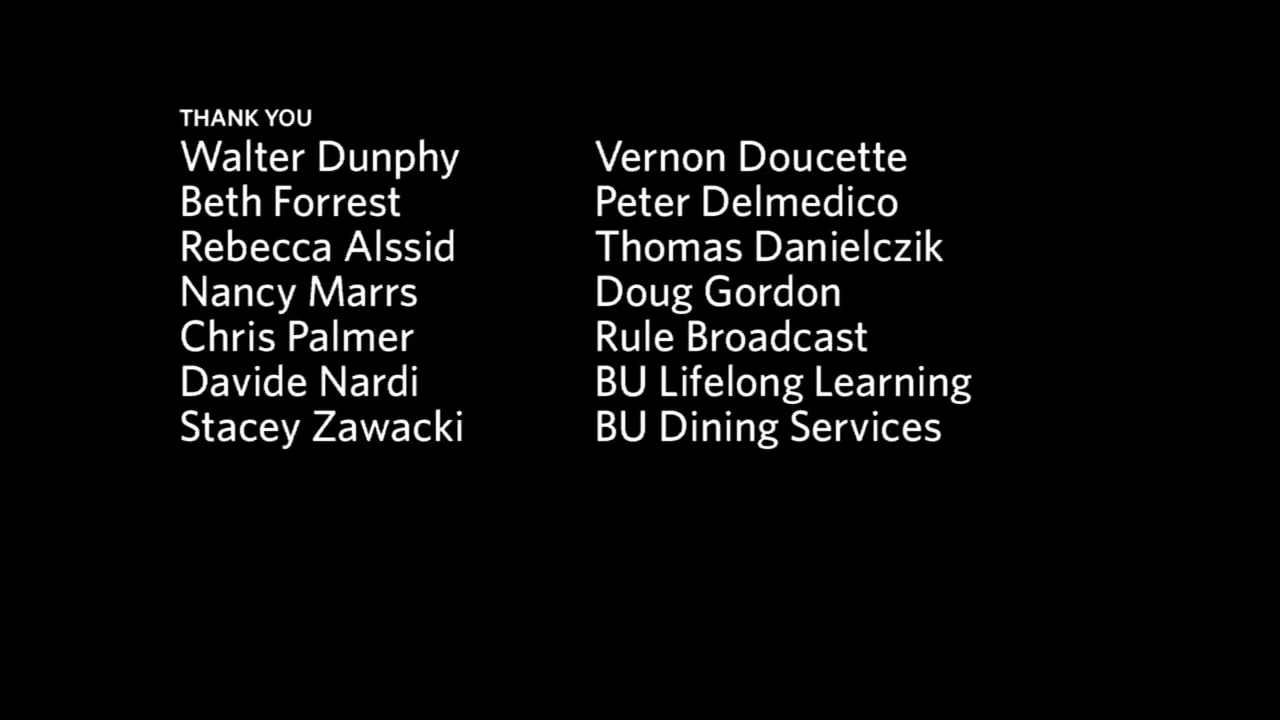 THANK YOU
Walter Dunphy
Beth Forrest
Rebecca Alssid
Nancy Marrs
Chris Palmer
Davide Nardi
Stacey Zawacki
Vernon Doucette
Peter Delmedico
Thomas Danielczik
Doug Gordon
Rule Broadcast
BU Lifelong Learning
BU Dining Services